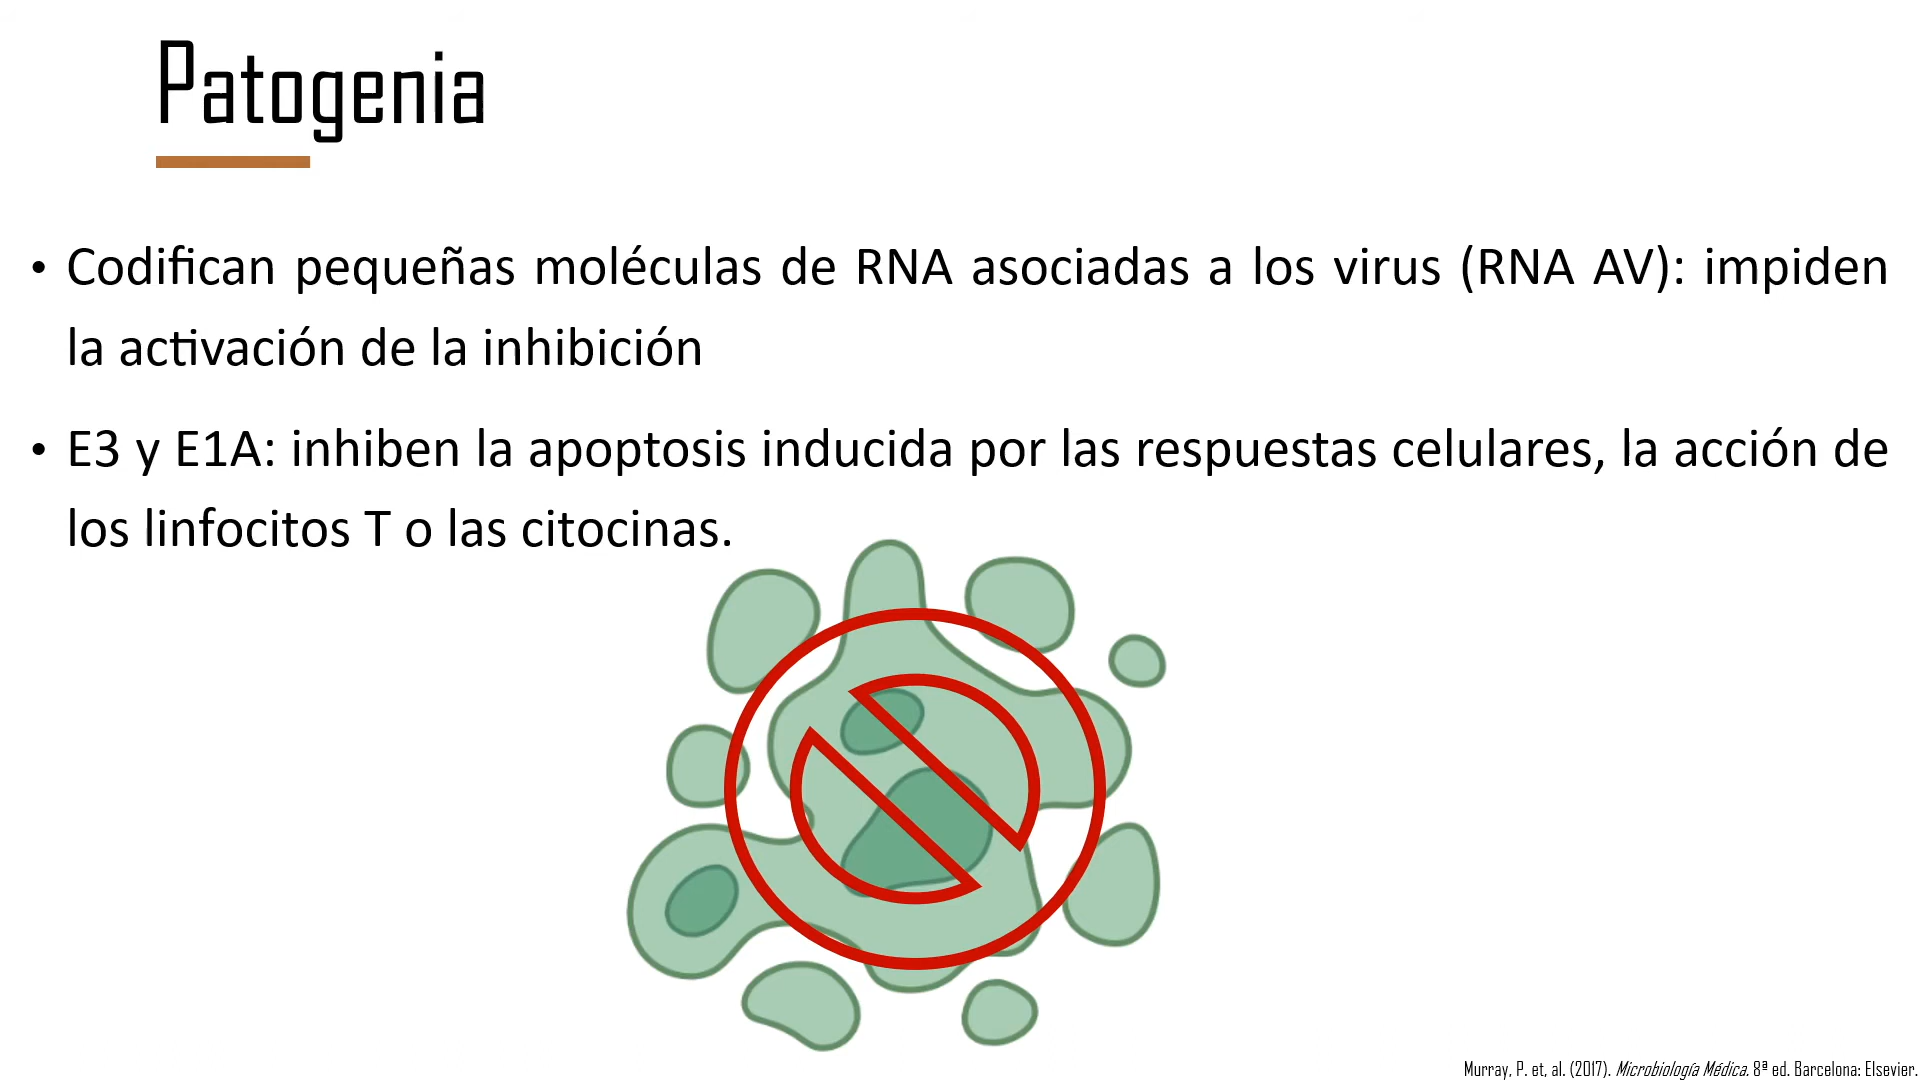 Patogenia
• Codifican pequeñas moléculas de RNA asociadas a los virus (RNA AV): impiden
la activación de la inhibición
• E3 y E1A: inhiben la apoptosis inducida por las respuestas celulares, la acción de
los linfocitos T o las citocinas.
Murray, P. et, al. (2017). Microbiología Médica. 8ª ed. Barcelona: Elsevier.